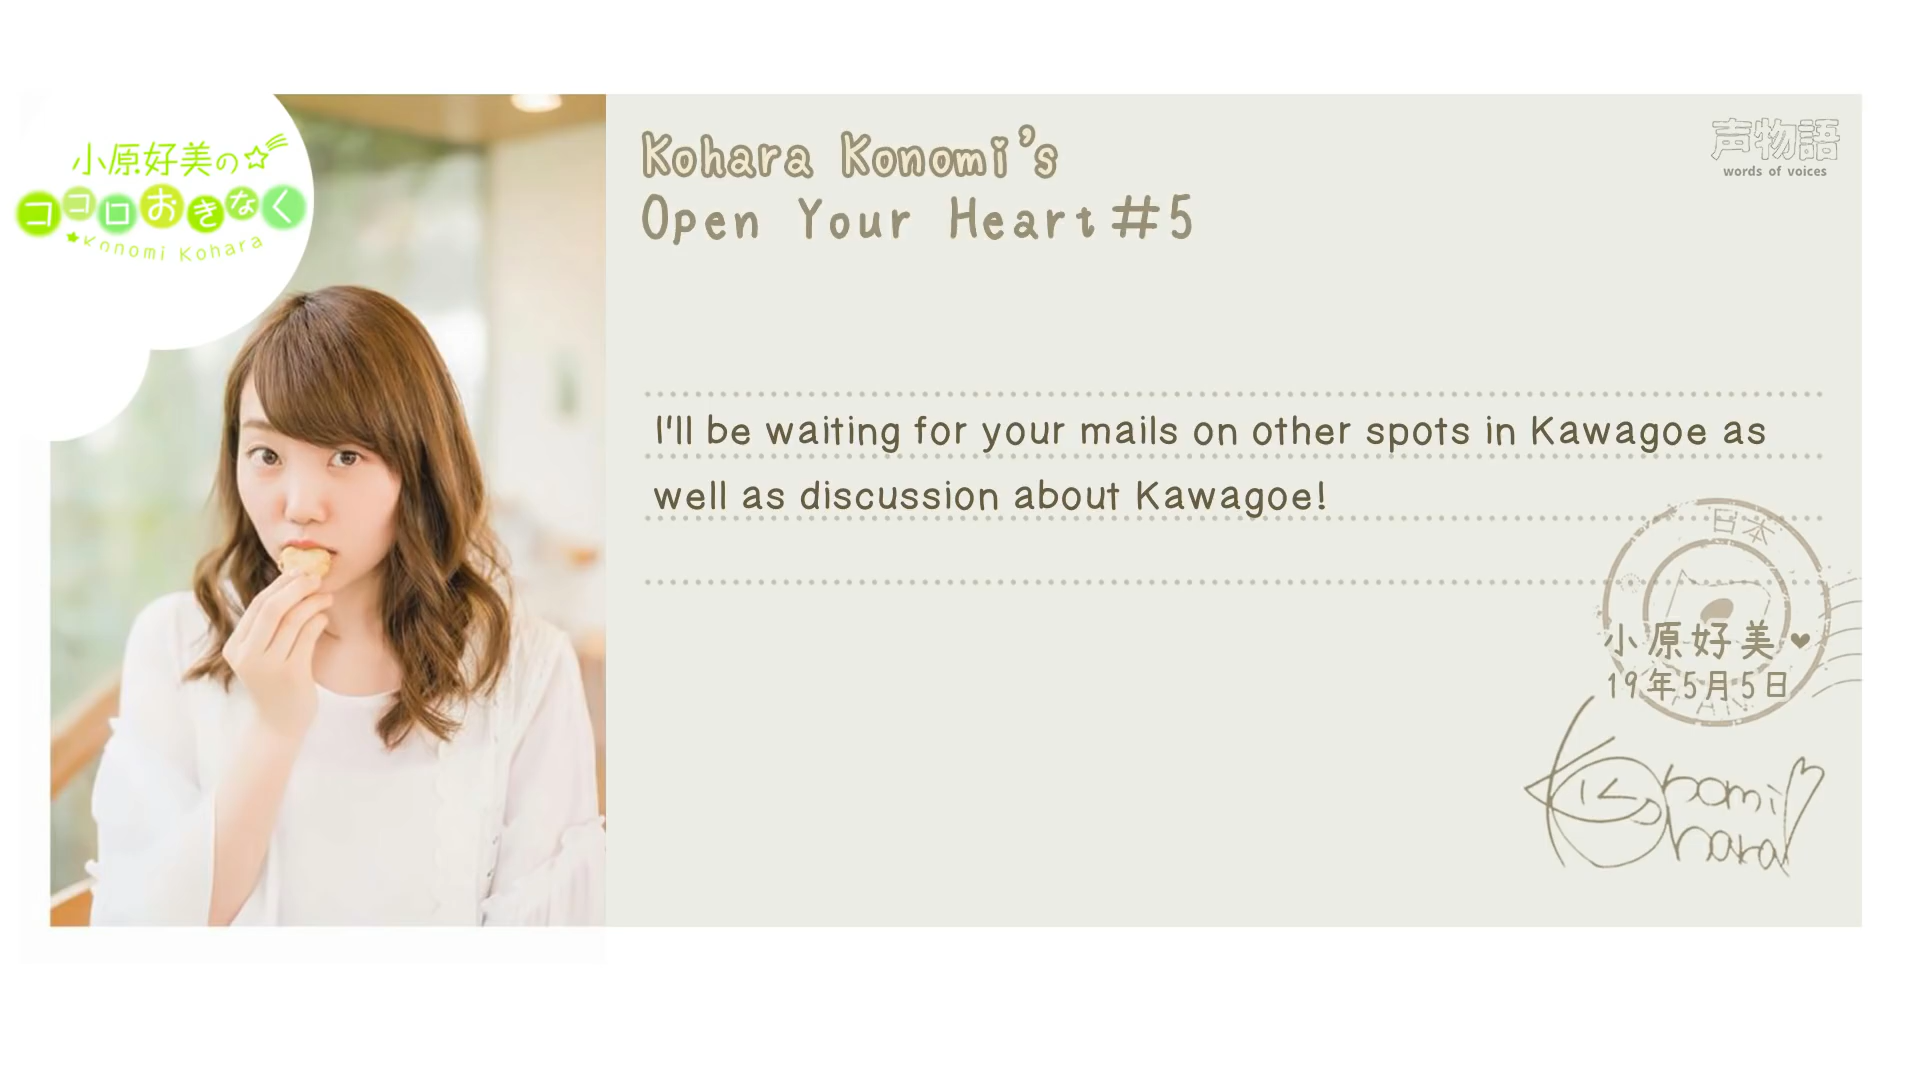 小原好美の☆
ココロおきなく
★Konomi Kohara
Kohara Konomi's
Open Your Heart#5
声物語
words of voices
I'll be waiting for your mails on other spots in Kawagoe as
well as discussion about Kawagoe!
日本
小原好美♥
19年5月5日
Konomi
Kohara